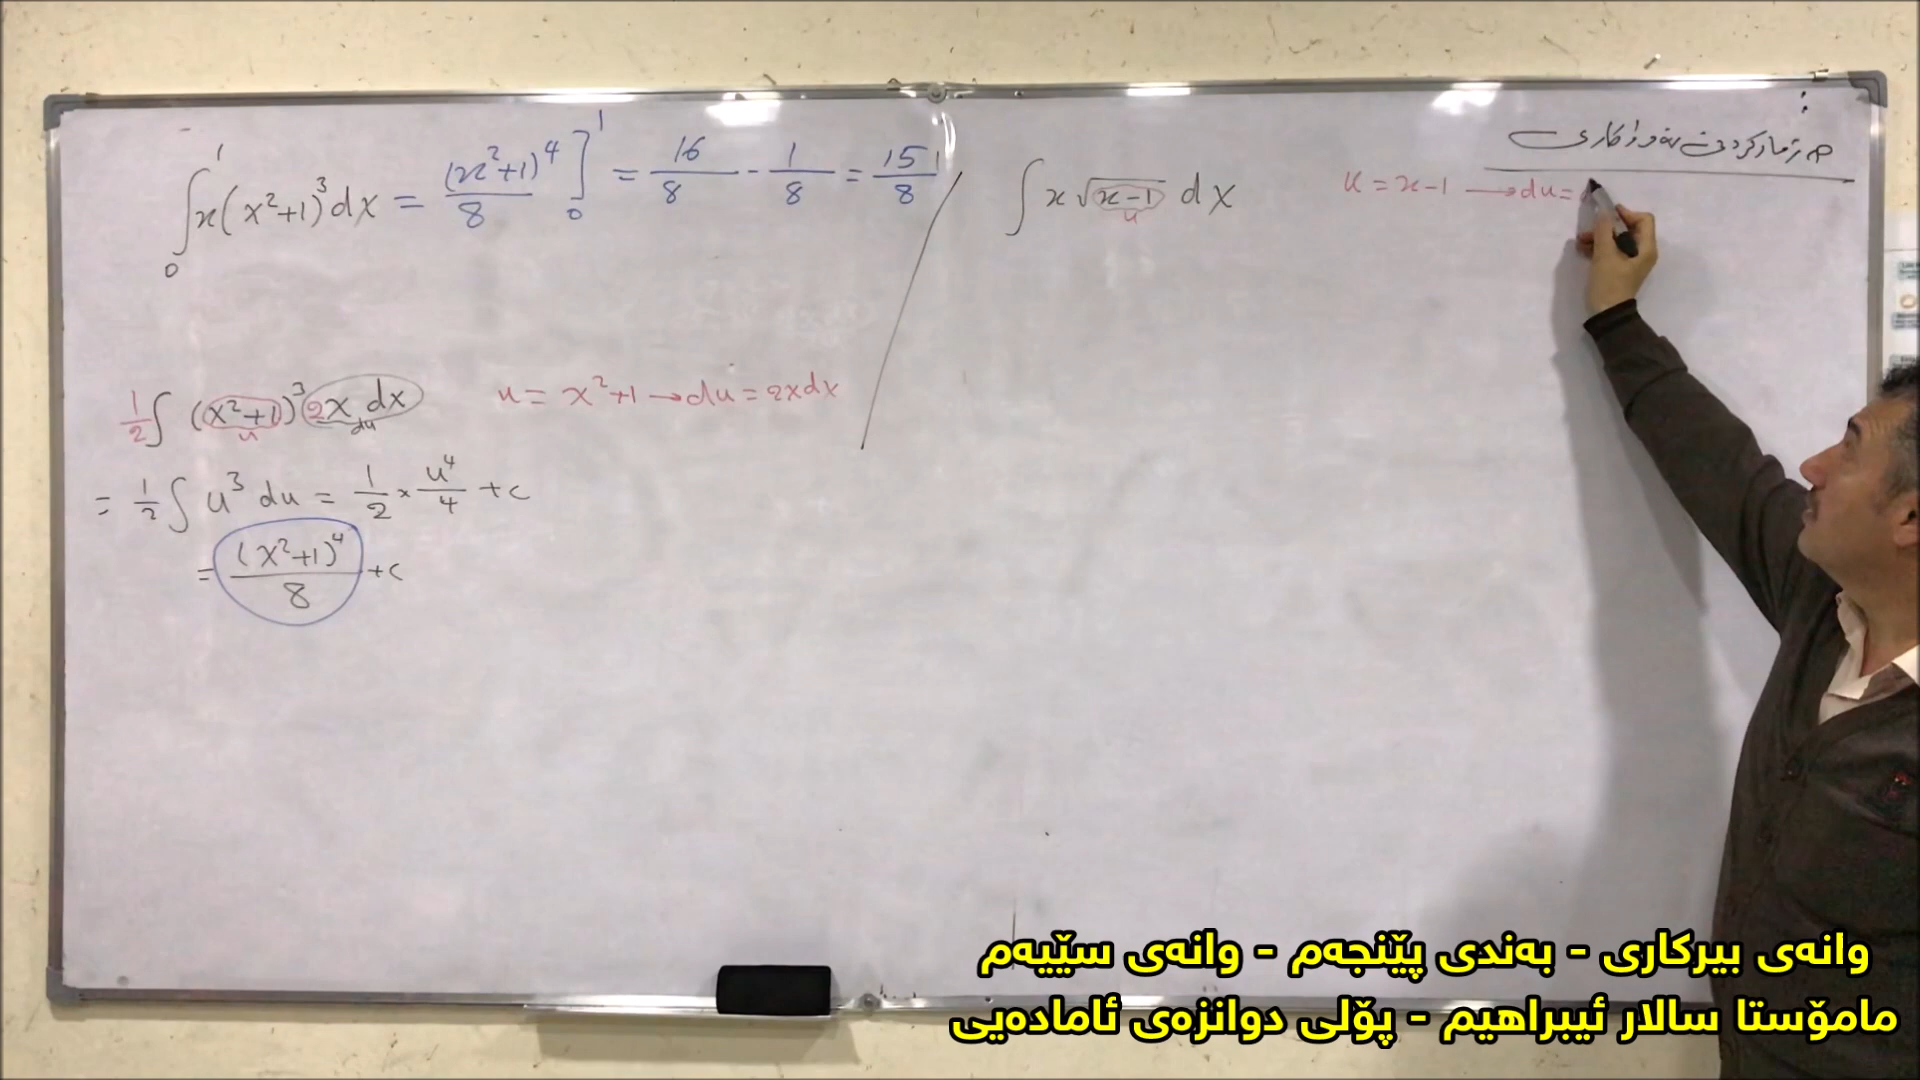 ∫₀¹ x(x²+1)³dx = (x²+1)⁴/8 ]₀¹ = 16/8 - 1/8 = 15/8
1/2 ∫ (x²+1)³ 2x dx    u = x²+1 → du = 2xdx
u    du
= 1/2 ∫ u³ du = 1/2 × u⁴/4 + c
= (x²+1)⁴/8 + c
∫ x √(x-1) dx    u = x-1 → du =
u
وانەی بیرکاری - بەندی پێنجەم - وانەی سێیەم
مامۆستا سالار ئیبراهیم - پۆلی دوانزەی ئامادەیی